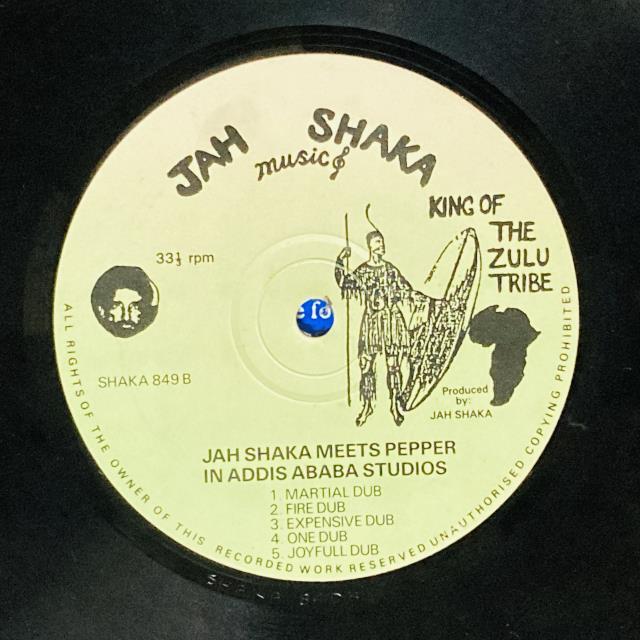 JAH SHAKA
music
KING OF
THE
ZULU
TRIBE
33⅓ rpm
SHAKA 849 B
Produced
by:
JAH SHAKA
JAH SHAKA MEETS PEPPER
IN ADDIS ABABA STUDIOS
1. MARTIAL DUB
2. FIRE DUB
3. EXPENSIVE DUB
4. ONE DUB
5. JOYFULL DUB
ALL RIGHTS OF THE OWNER OF THIS RECORDED WORK RESERVED UNAUTHORISED COPYING PROHIBITED